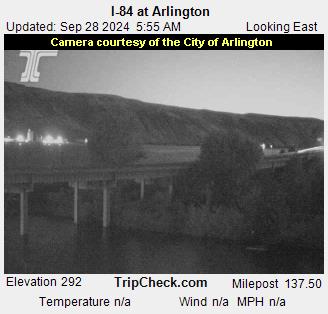 I-84 at Arlington
Updated: Sep 28 2024 5:55 AM Looking East
Camera courtesy of the City of Arlington
Elevation 292 TripCheck.com Milepost 137.50
Temperature n/a Wind n/a MPH n/a